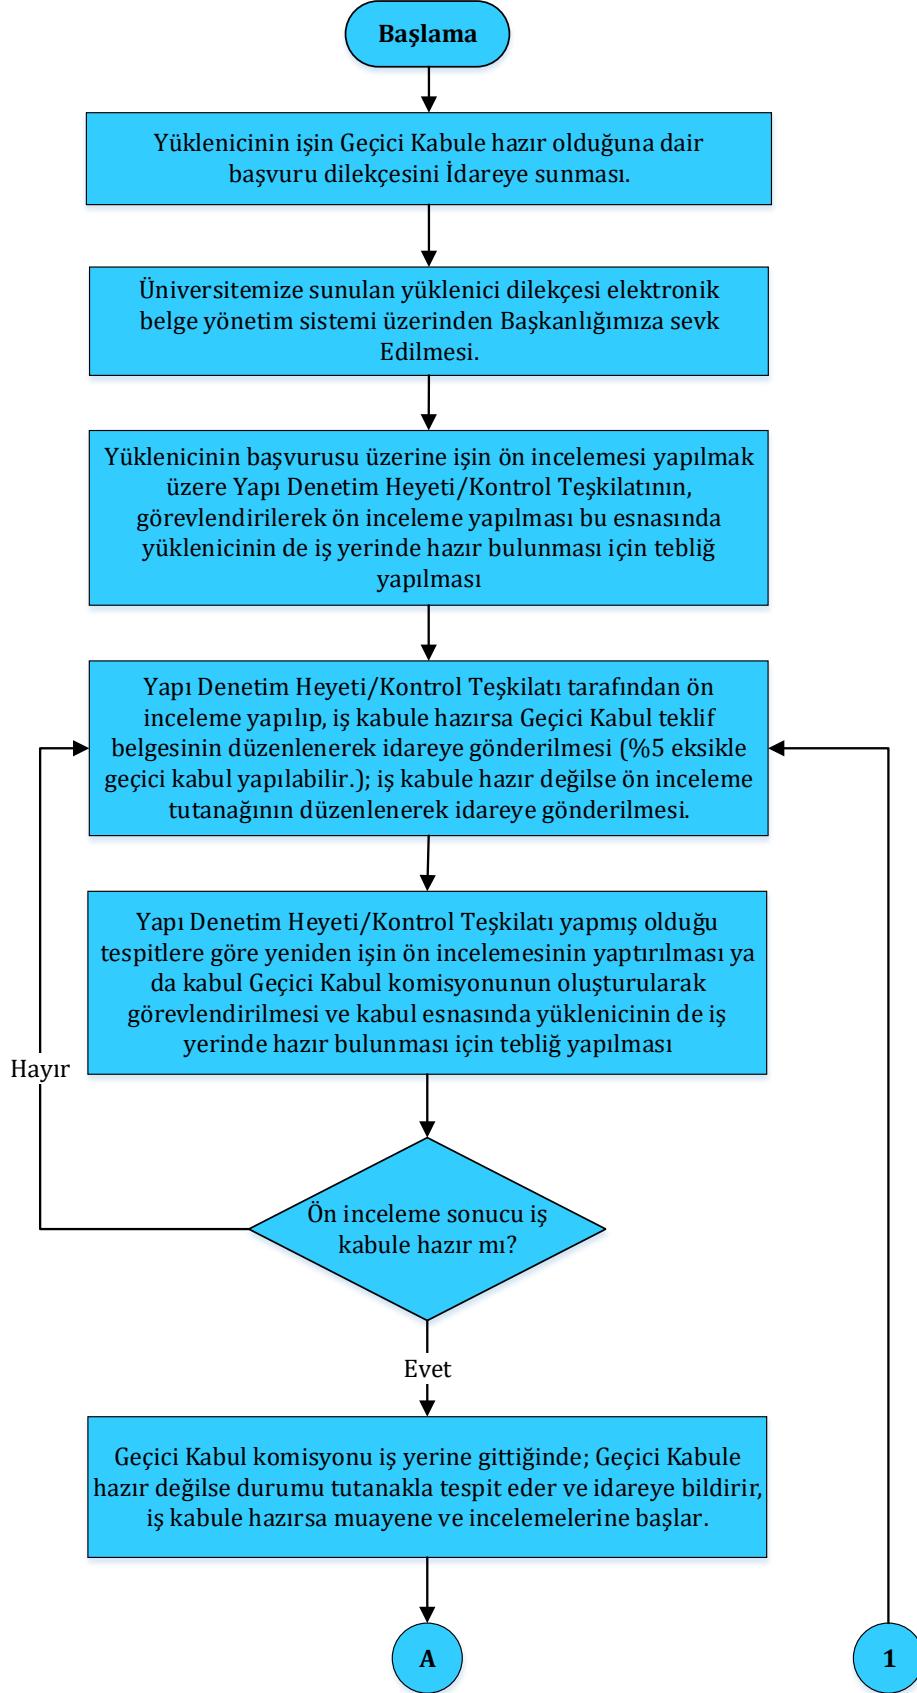 Başlama
Yüklenicinin işin Geçici Kabule hazır olduğuna dair
başvuru dilekçesini İdareye sunması.
Üniversitemize sunulan yüklenici dilekçesi elektronik
belge yönetim sistemi üzerinden Başkanlığımıza sevk
Edilmesi.
Yüklenicinin başvurusu üzerine işin ön incelemesi yapılmak
üzere Yapı Denetim Heyeti/Kontrol Teşkilatının,
görevlendirilerek ön inceleme yapılması bu esnasında
yüklenicinin de iş yerinde hazır bulunması için tebliğ
yapılması
Yapı Denetim Heyeti/Kontrol Teşkilatı tarafından ön
inceleme yapılıp, iş kabule hazırsa Geçici Kabul teklif
belgesinin düzenlenerek idareye gönderilmesi (%5 eksikle
geçici kabul yapılabilir.); iş kabule hazır değilse ön inceleme
tutanağının düzenlenerek idareye gönderilmesi.
Yapı Denetim Heyeti/Kontrol Teşkilatı yapmış olduğu
tespitlere göre yeniden işin ön incelemesinin yaptırılması ya
da kabul Geçici Kabul komisyonunun oluşturularak
görevlendirilmesi ve kabul esnasında yüklenicinin de iş
yerinde hazır bulunması için tebliğ yapılması
Hayır
Ön inceleme sonucu iş
kabule hazır mı?
Evet
Geçici Kabul komisyonu iş yerine gittiğinde; Geçici Kabule
hazır değilse durumu tutanakla tespit eder ve idareye bildirir,
iş kabule hazırsa muayene ve incelemelerine başlar.
A
1